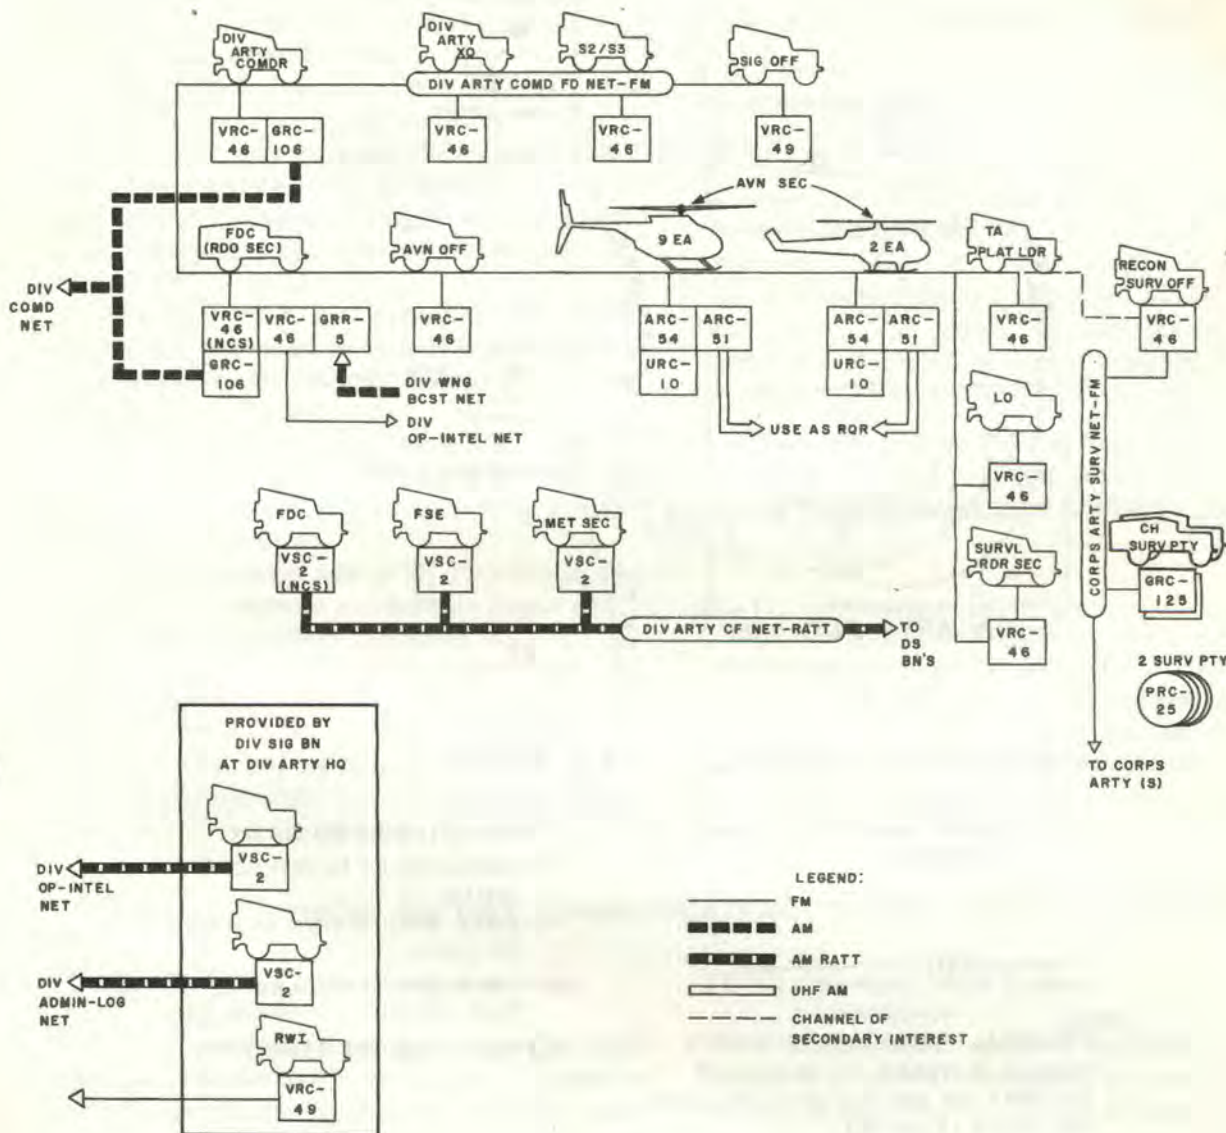 DIV
ARTY
COMDR
DIV
ARTY
XO
S2/S3
SIG OFF
DIV ARTY COMD FD NET-FM
VRC-
46
GRC-
106
VRC-
46
VRC-
46
VRC-
49
AVN SEC
FDC
(RDO SEC)
AVN OFF
9 EA
2 EA
TA
PLAT LDR
RECON
SURV OFF
DIV
COMD
NET
VRC-
46
(NCS)
VRC-
46
GRR-
5
GRC-
106
VRC-
46
ARC-
54
ARC-
51
URC-
10
ARC-
54
ARC-
51
URC-
10
VRC-
46
VRC-
46
DIV WNG
BCST NET
DIV
OP-INTEL NET
USE AS RQR
LO
VRC-
46
CORPS ARTY SURV NET-FM
FDC
FSE
MET SEC
VSC-
2
(NCS)
VSC-
2
VSC-
2
SURVL
RDR SEC
VRC-
46
CH
SURV PTY
GRC-
125
DIV ARTY CF NET-RATT
TO
DS
BN'S
2 SURV PTY
PRC-
25
TO CORPS
ARTY (S)
PROVIDED BY
DIV SIG BN
AT DIV ARTY HQ
VSC-
2
DIV
OP-INTEL
NET
VSC-
2
DIV
ADMIN-LOG
NET
RWI
VRC-
49
LEGEND:
FM
AM
AM RATT
UHF AM
CHANNEL OF
SECONDARY INTEREST